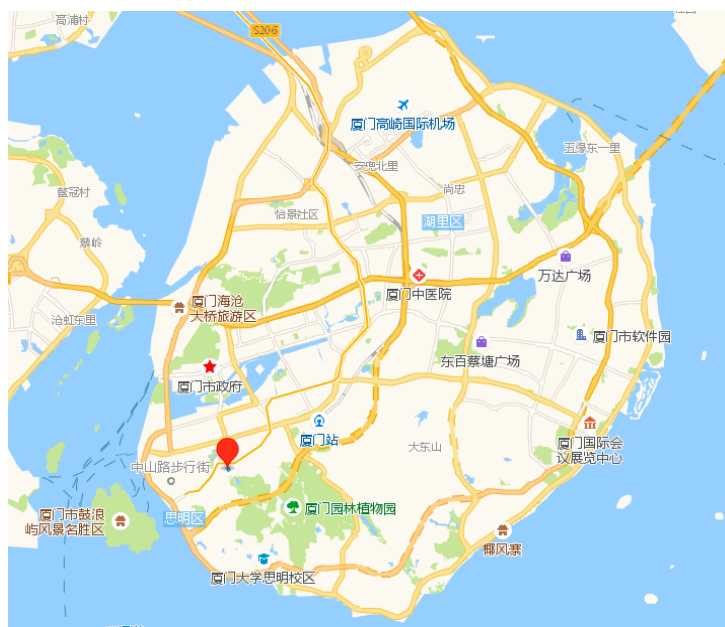 高浦村
S206
厦门高崎国际机场
安兜北里
五缘东一里
尚忠
鳌冠村
怡景社区
湖里区
慕岭
万达广场
厦门中医院
厦门海沧
大桥旅游区
沧虹东里
厦门市软件园
东百蔡塘广场
厦门市政府
厦门站
大东山
厦门国际会
议展览中心
中山路步行街
厦门园林植物园
厦门市鼓浪
屿风景名胜区
思明区
椰风寨
厦门大学思明校区